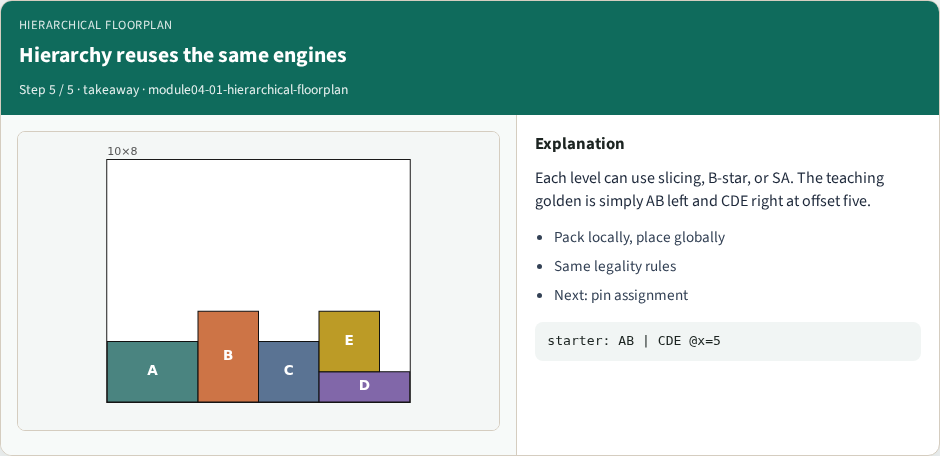 HIERARCHICAL FLOORPLAN
Hierarchy reuses the same engines
Step 5 / 5 · takeaway · module04-01-hierarchical-floorplan
10×8
A
B
C
E
D
Explanation
Each level can use slicing, B-star, or SA. The teaching
golden is simply AB left and CDE right at offset five.
• Pack locally, place globally
• Same legality rules
• Next: pin assignment
starter: AB | CDE @x=5